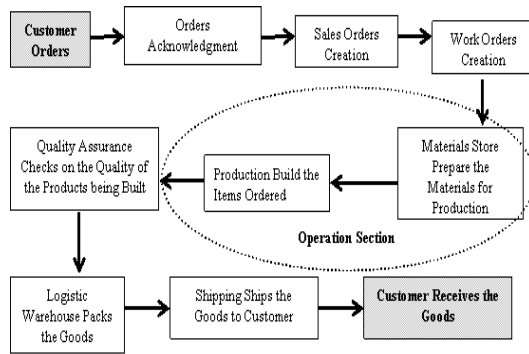 Customer
Orders
Orders
Acknowledgment
Sales Orders
Creation
Work Orders
Creation
Materials Store
Prepare the
Materials for
Production
Production Build the
Items Ordered
Operation Section
Quality Assurance
Checks on the Quality of
the Products being Built
Logistic
Warehouse Packs
the Goods
Shipping Ships the
Goods to Customer
Customer Receives the
Goods